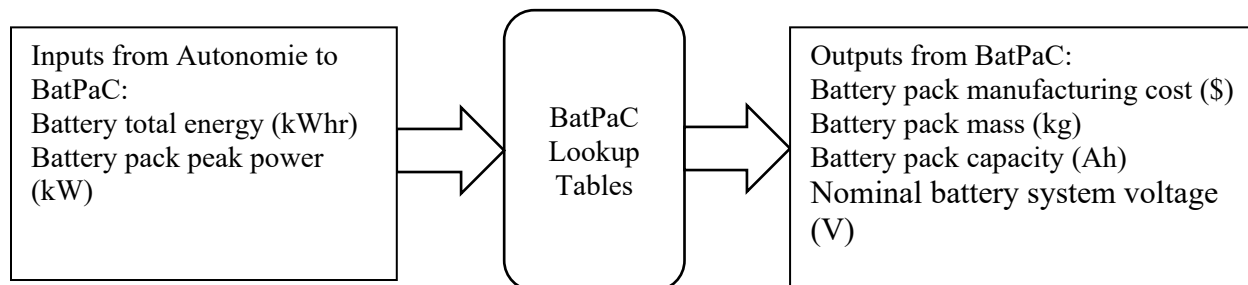 Inputs from Autonomie to
BatPaC:
Battery total energy (kWhr)
Battery pack peak power
(kW)
BatPaC
Lookup
Tables
Outputs from BatPaC:
Battery pack manufacturing cost ($)
Battery pack mass (kg)
Battery pack capacity (Ah)
Nominal battery system voltage
(V)